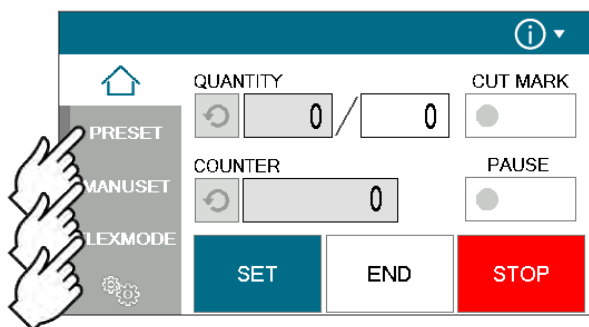 QUANTITY CUT MARK
0 / 0
PRESET
MANUSET
COUNTER PAUSE
0
LEXMODE
SET END STOP